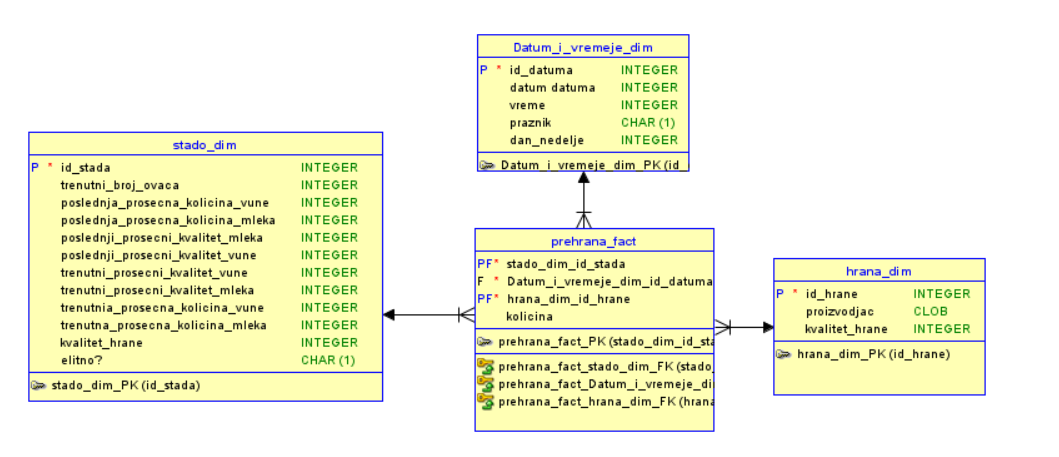 Datum_i_vremeje_dim
P * id_datuma INTEGER
datum datuma INTEGER
vreme INTEGER
praznik CHAR (1)
dan_nedelje INTEGER
Datum_i_vremeje_dim_PK (id_
stado_dim
P * id_stada INTEGER
trenutni_broj_ovaca INTEGER
poslednja_prosecna_kolicina_vune INTEGER
poslednja_prosecna_kolicina_mleka INTEGER
poslednji_prosecni_kvalitet_mleka INTEGER
poslednji_prosecni_kvalitet_vune INTEGER
trenutni_prosecni_kvalitet_vune INTEGER
trenutni_prosecni_kvalitet_mleka INTEGER
trenutnia_prosecna_kolicina_vune INTEGER
trenutna_prosecna_kolicina_mleka INTEGER
kvalitet_hrane INTEGER
elitno? CHAR (1)
stado_dim_PK (id_stada)
prehrana_fact
PF* stado_dim_id_stada
F * Datum_i_vremeje_dim_id_datuma
PF* hrana_dim_id_hrane
kolicina
prehrana_fact_PK (stado_dim_id_sta
prehrana_fact_stado_dim_FK (stado_
prehrana_fact_Datum_i_vremeje_di
prehrana_fact_hrana_dim_FK (hrana
hrana_dim
P * id_hrane INTEGER
proizvodjac CLOB
kvalitet_hrane INTEGER
hrana_dim_PK (id_hrane)